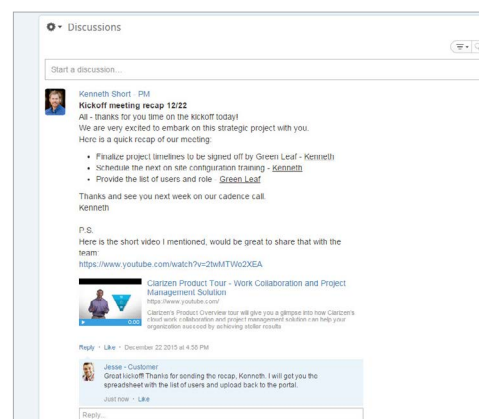 Discussions
Start a discussion...
Kenneth Short - PM
Kickoff meeting recap 12/22
All - thanks for you time on the kickoff today!
We are very excited to embark on this strategic project with you.
Here is a quick recap of our meeting:
• Finalize project timelines to be signed off by Green Leaf - Kenneth
• Schedule the next on site configuration training - Kenneth
• Provide the list of users and role - Green Leaf
Thanks and see you next week on our cadence call.
Kenneth
P.S.
Here is the short video I mentioned, would be great to share that with the
team:
https://www.youtube.com/watch?v=2twMTWo2XEA
Clarizen Product Tour - Work Collaboration and Project
Management Solution
https://www.youtube.com/
Clarizen's Product Overview tour will give you a glimpse into how Clarizen's
cloud work collaboration and project management solution can help your
organization succeed by achieving stellar results
0:00
Reply • Like • December 22 2015 at 4:58 PM
Jesse - Customer
Great kickoff! Thanks for sending the recap, Kenneth. I will got you the
spreadsheet with the list of users and upload back to the portal.
Just now • Like
Reply...